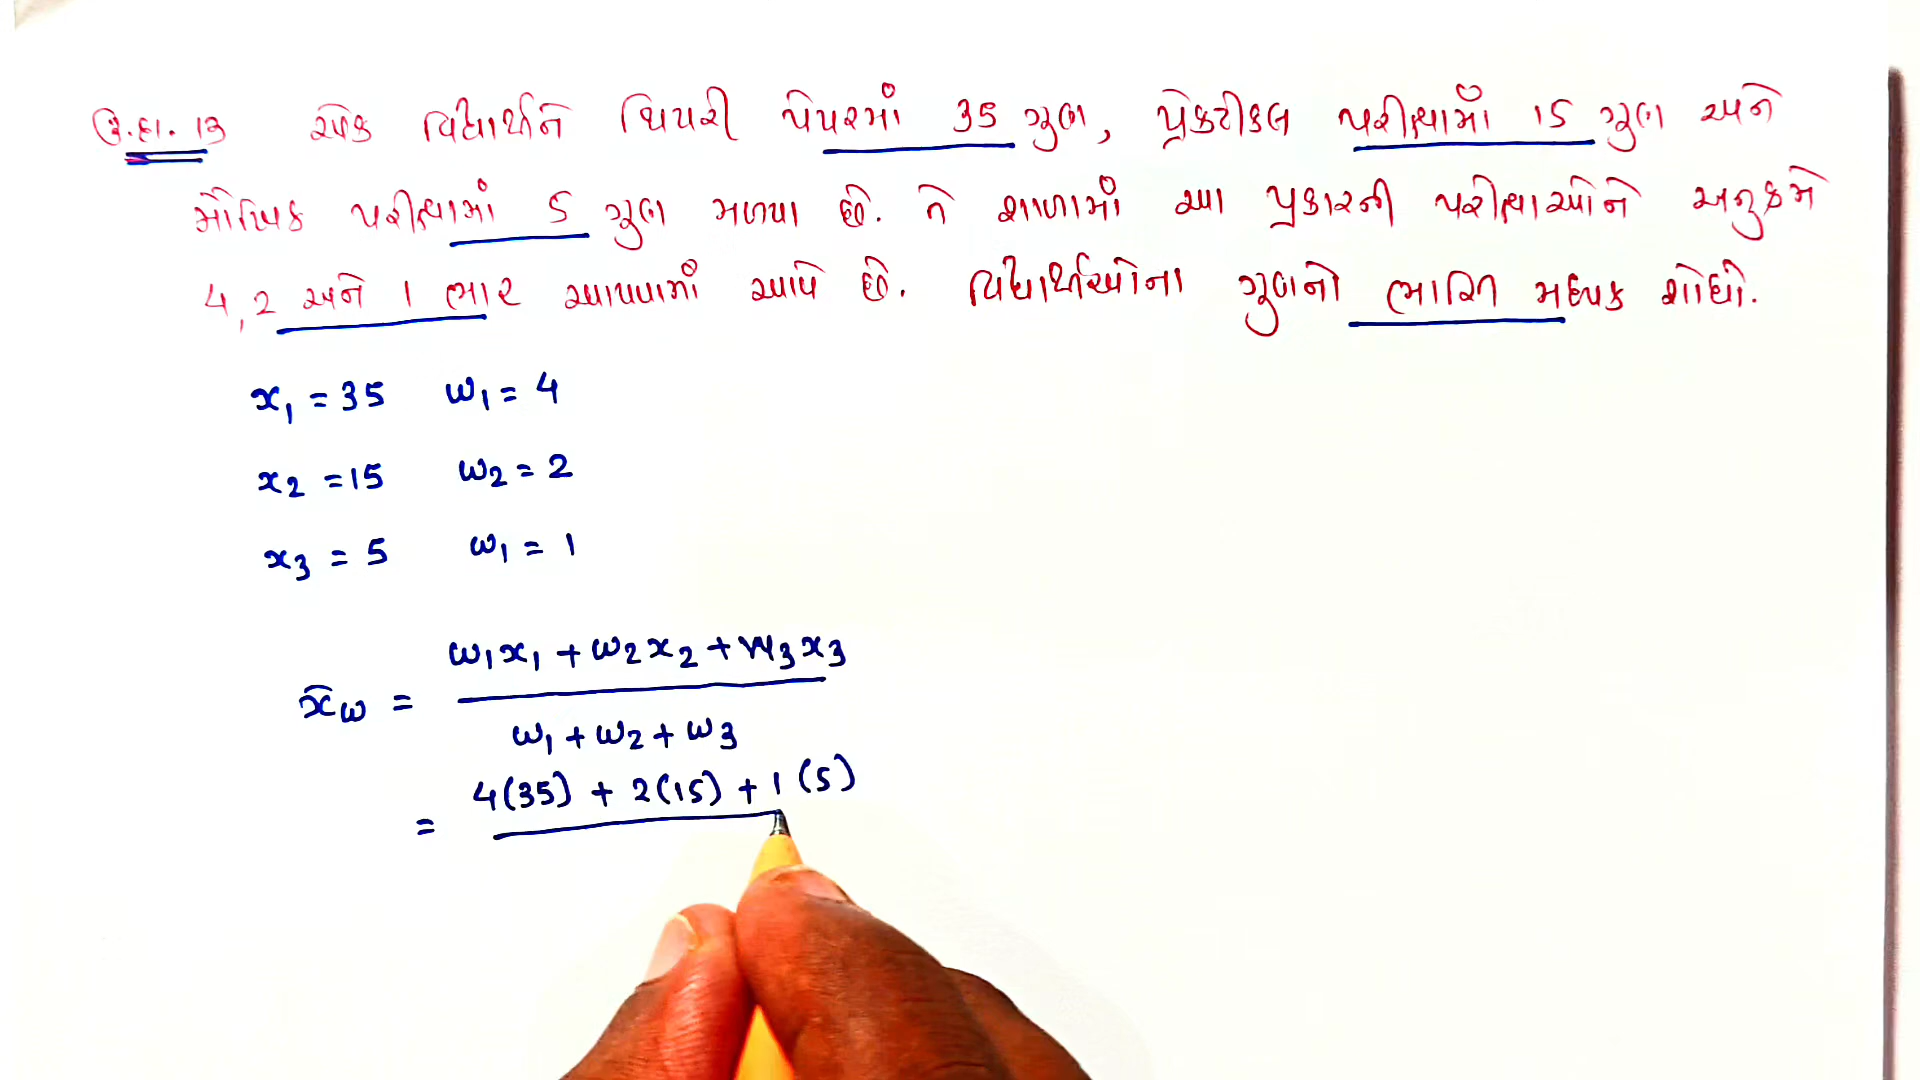 ઉ.દા. 13 એક વિદ્યાર્થીને થિયરી પેપરમાં 35 ગુણ, પ્રેક્ટીકલ પરીક્ષામાં 15 ગુણ અને
મૌખિક પરીક્ષામાં 5 ગુણ મળ્યા છે. તે શાળામાં આ પ્રકારની પરીક્ષાઓને અનુક્રમે
4, 2 અને 1 ભાર આપવામાં આવે છે. વિદ્યાર્થીઓના ગુણનો ભારિત મધ્યક શોધો.
x₁ = 35 w₁ = 4
x₂ = 15 w₂ = 2
x₃ = 5 w₁ = 1
w₁x₁ + w₂x₂ + w₃x₃
x̄w =
w₁ + w₂ + w₃
4(35) + 2(15) + 1(5)
=